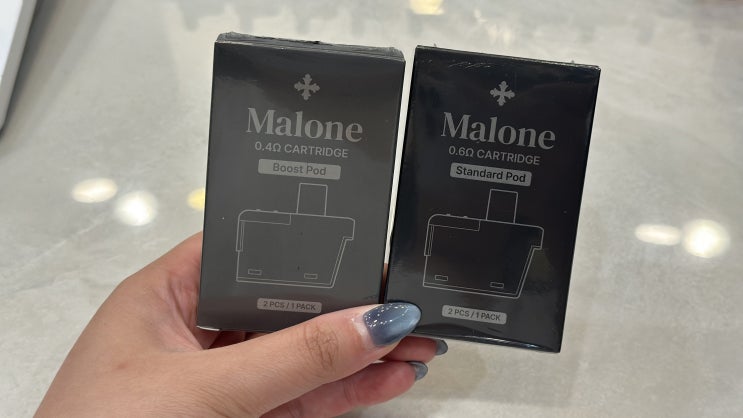 Malone
0.4Ω CARTRIDGE
Boost Pod
2 PCS / 1 PACK
Malone
0.6Ω CARTRIDGE
Standard Pod
2 PCS / 1 PACK